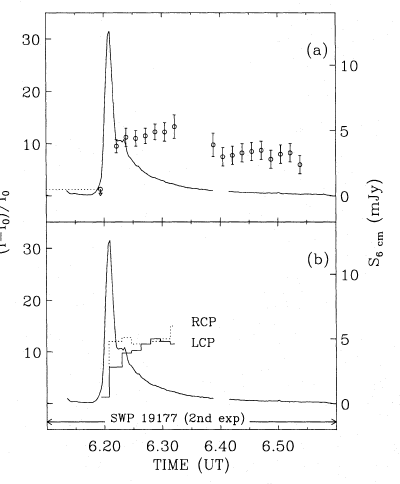 (a)
30
20
10
10
5
0
(I-I₀)/I₀
S₆ cm (mJy)
(b)
30
20
10
10
5
0
RCP
LCP
SWP 19177 (2nd exp)
6.20 6.30 6.40 6.50
TIME (UT)